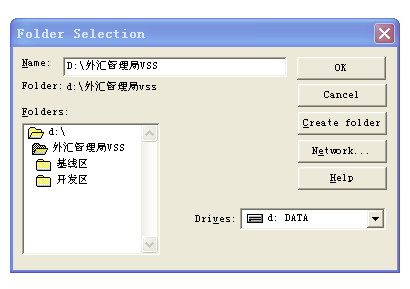 Folder Selection
Name: D:\外汇管理局VSS
OK
Folder: d:\外汇管理局vss
Cancel
Folders:
Create folder
d:\
外汇管理局VSS
Network...
基线区
开发区
Help
Drives: d: DATA